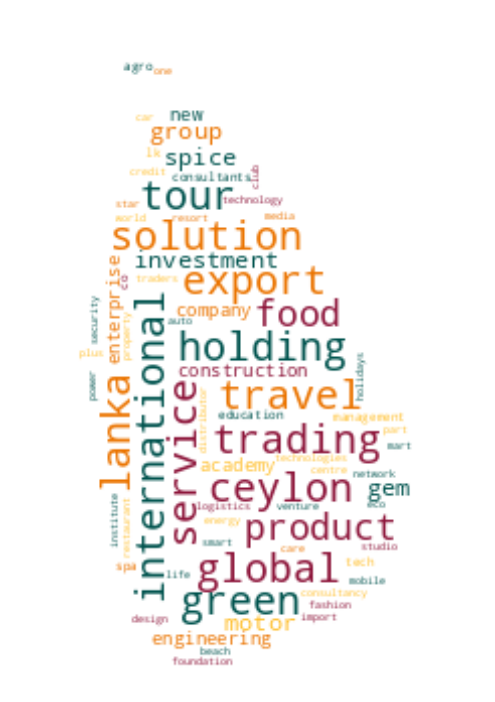 agro one
car new
group
lk spice
credit consultants club
tour
star technology
world resort media
solution
investment
enterprise co traders export
security property company food
auto
international holding
plus
construction
power holidays
lanka service travel
distributor education management
trading part
mart
academy technologies
centre network
ceylon gem
eco
institute restaurant logistics venture
energy product
smart care studio
spa life global tech
mobile
green consultancy
fashion
design motor import
engineering
beach
foundation